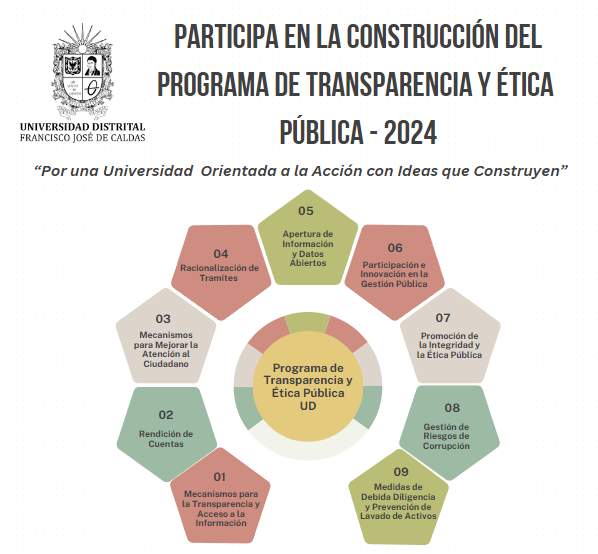 PARTICIPA EN LA CONSTRUCCIÓN DEL
PROGRAMA DE TRANSPARENCIA Y ÉTICA
PÚBLICA - 2024
UNIVERSIDAD DISTRITAL
FRANCISCO JOSÉ DE CALDAS
“Por una Universidad Orientada a la Acción con Ideas que Construyen”
05
Apertura de
Información
y Datos
Abiertos
04
Racionalización de
Tramites
06
Participación e
Innovación en la
Gestión Pública
03
Mecanismos
para Mejorar la
Atención al
Ciudadano
07
Promoción de
la Integridad y
la Ética Pública
Programa de
Transparencia y
Ética Pública
UD
02
Rendición de
Cuentas
08
Gestión de
Riesgos de
Corrupción
01
Mecanismos para
la Transparencia y
Acceso a la
Información
09
Medidas de
Debida Diligencia
y Prevención de
Lavado de Activos